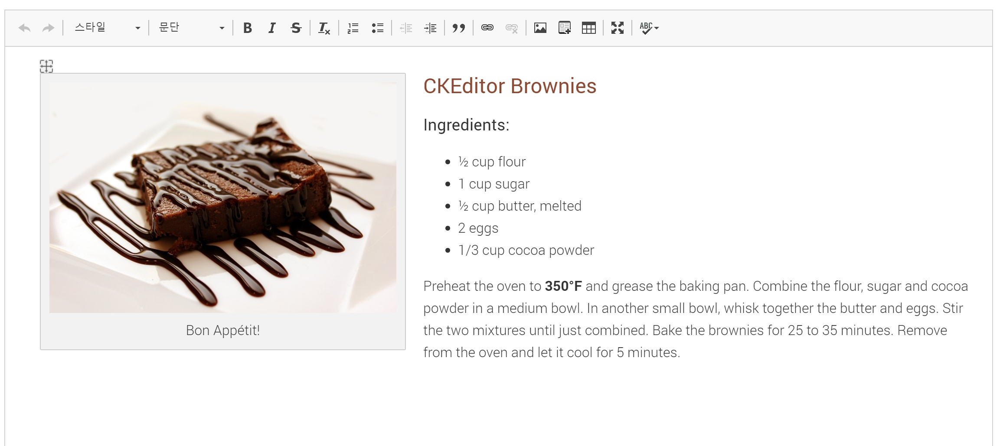 스타일 문단 ABC
CKEditor Brownies
Ingredients:
• ½ cup flour
• 1 cup sugar
• ½ cup butter, melted
• 2 eggs
• 1/3 cup cocoa powder
Preheat the oven to 350°F and grease the baking pan. Combine the flour, sugar and cocoa
powder in a medium bowl. In another small bowl, whisk together the butter and eggs. Stir
the two mixtures until just combined. Bake the brownies for 25 to 35 minutes. Remove
from the oven and let it cool for 5 minutes.
Bon Appétit!